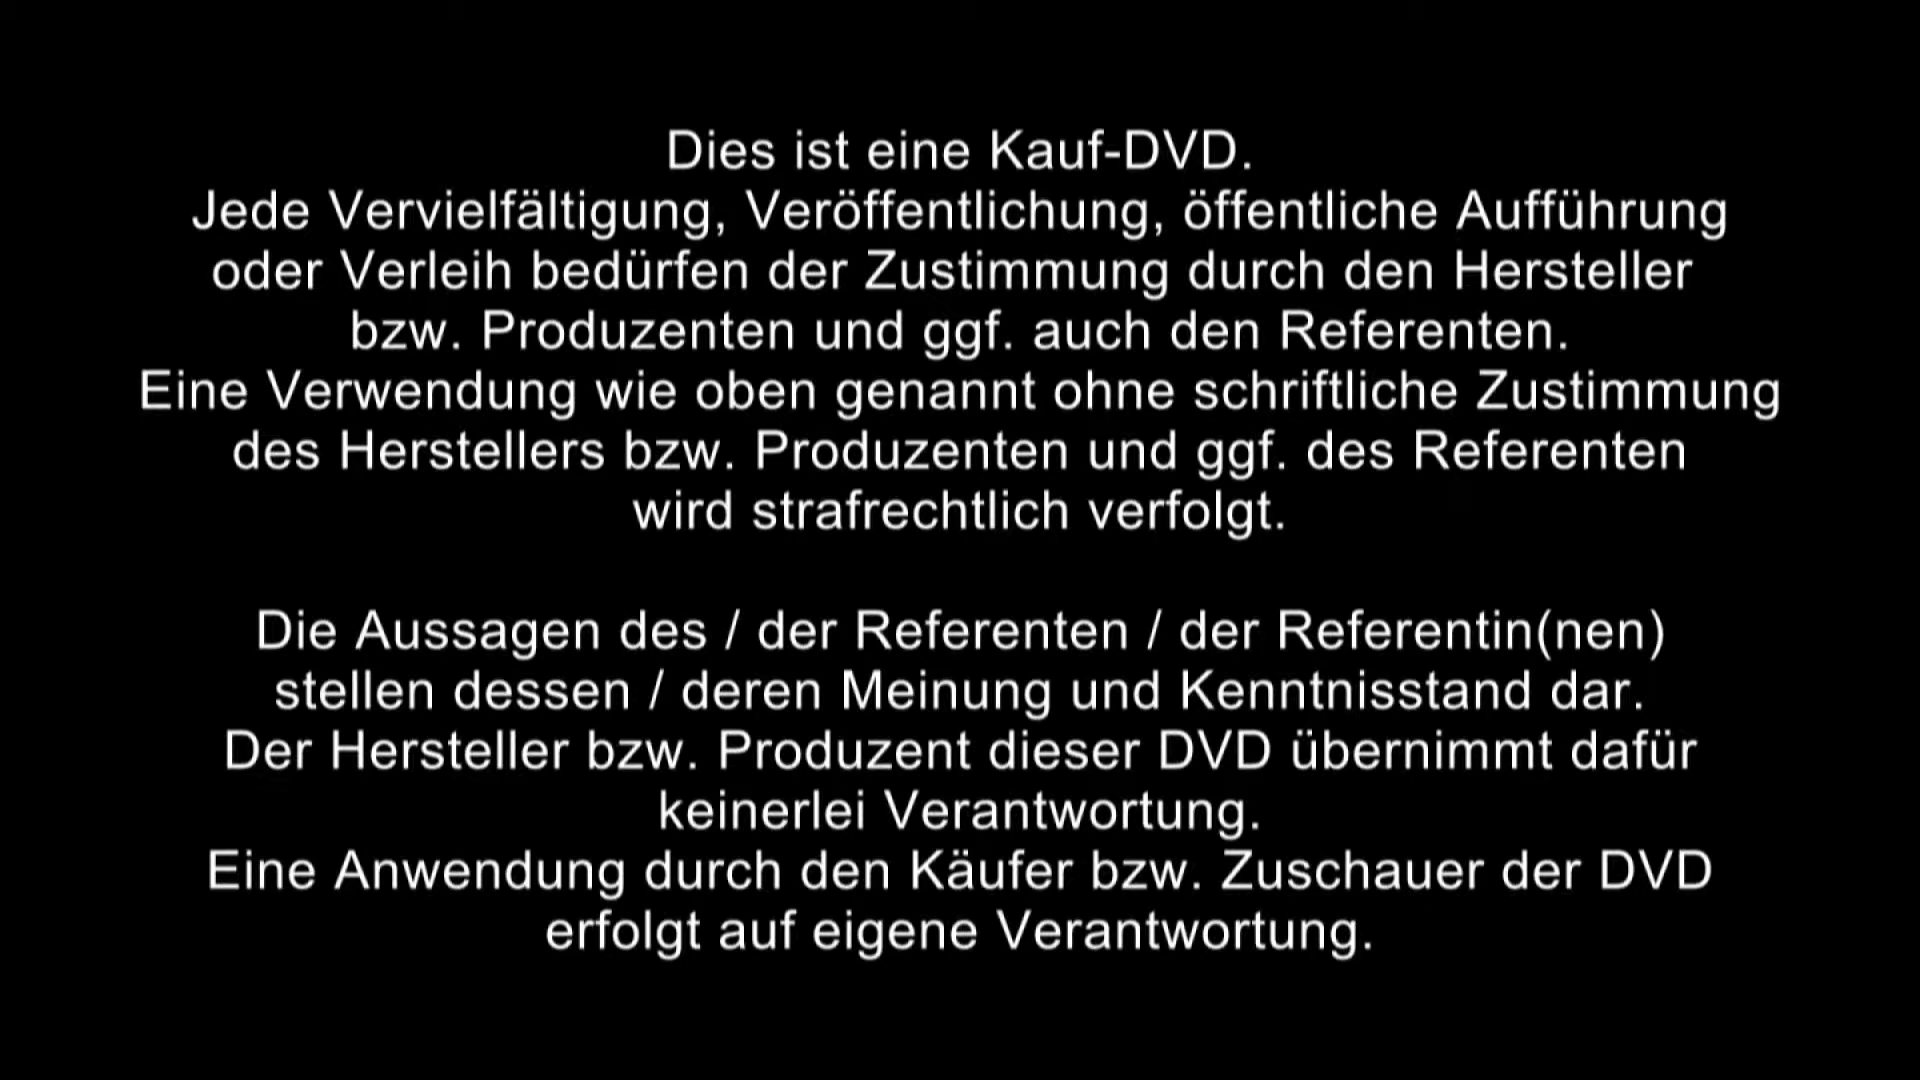 Dies ist eine Kauf-DVD.
Jede Vervielfältigung, Veröffentlichung, öffentliche Aufführung
oder Verleih bedürfen der Zustimmung durch den Hersteller
bzw. Produzenten und ggf. auch den Referenten.
Eine Verwendung wie oben genannt ohne schriftliche Zustimmung
des Herstellers bzw. Produzenten und ggf. des Referenten
wird strafrechtlich verfolgt.
Die Aussagen des / der Referenten / der Referentin(nen)
stellen dessen / deren Meinung und Kenntnisstand dar.
Der Hersteller bzw. Produzent dieser DVD übernimmt dafür
keinerlei Verantwortung.
Eine Anwendung durch den Käufer bzw. Zuschauer der DVD
erfolgt auf eigene Verantwortung.